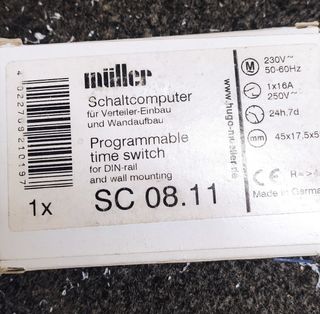 müller
Schaltcomputer
für Verteiler-Einbau
und Wandaufbau
Programmable
time switch
for DIN-rail
and wall mounting
1x
SC 08.11
M
230V~
50-60Hz
1x16A
250V~
24h,7d
mm
CE
Made in